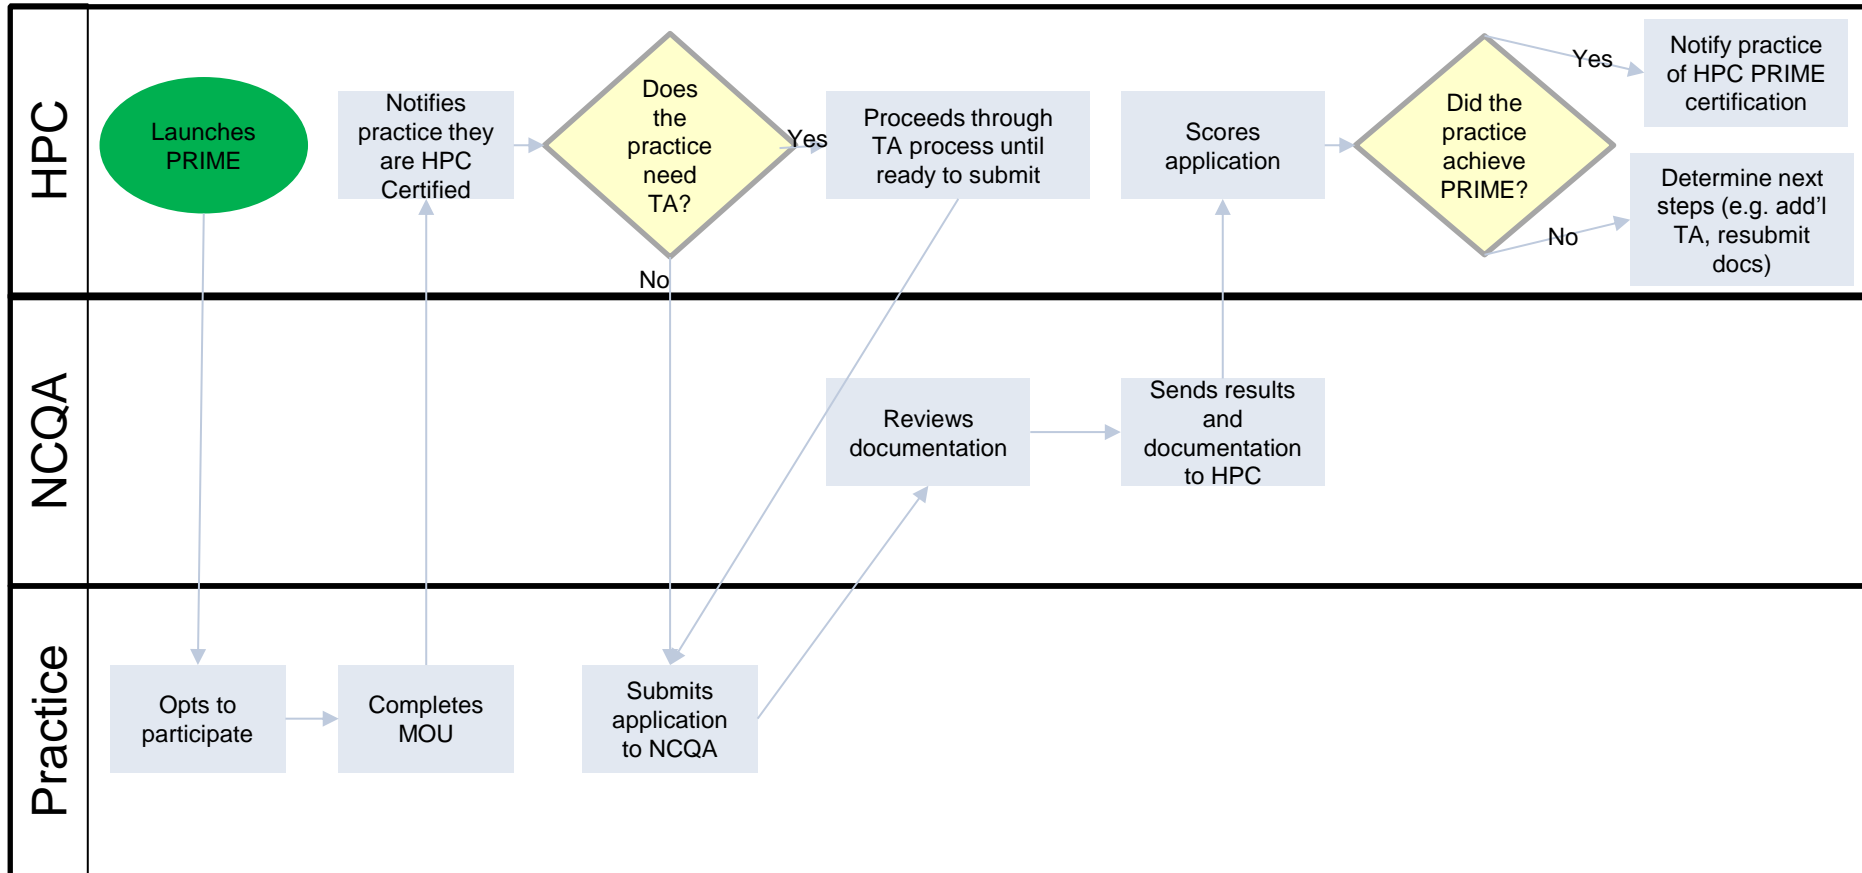 HPC
Launches
PRIME
Notifies
practice they
are HPC
Certified
Does
the
practice
need
TA?
Yes
No
Proceeds through
TA process until
ready to submit
Scores
application
Did the
practice
achieve
PRIME?
Yes
No
Notify practice
of HPC PRIME
certification
Determine next
steps (e.g. add’l
TA, resubmit
docs)
NCQA
Reviews
documentation
Sends results
and
documentation
to HPC
Practice
Opts to
participate
Completes
MOU
Submits
application
to NCQA